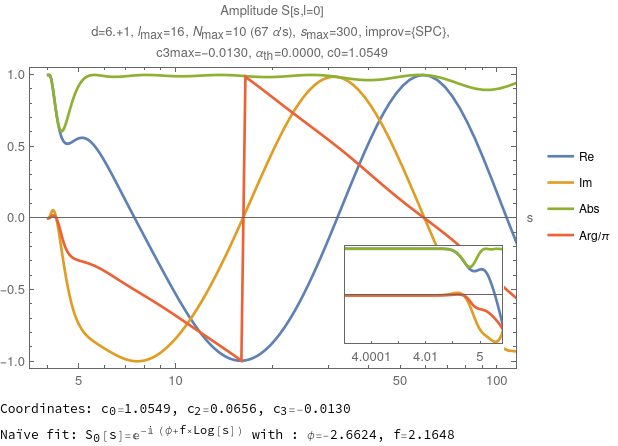 Amplitude S[s,l=0]
d=6.+1, lmax=16, Nmax=10 (67 α's), smax=300, improv={SPC},
c3max=-0.0130, αth=0.0000, c0=1.0549
1.0
0.5
0.0
-0.5
-1.0
5
10
50
100
s
4.0001
4.01
5
Re
Im
Abs
Arg/π
Coordinates: c0=1.0549, c2=0.0656, c3=-0.0130
Naïve fit: S0[s]=e^-i (ϕ+f×Log[s]) with : ϕ=-2.6624, f=2.1648